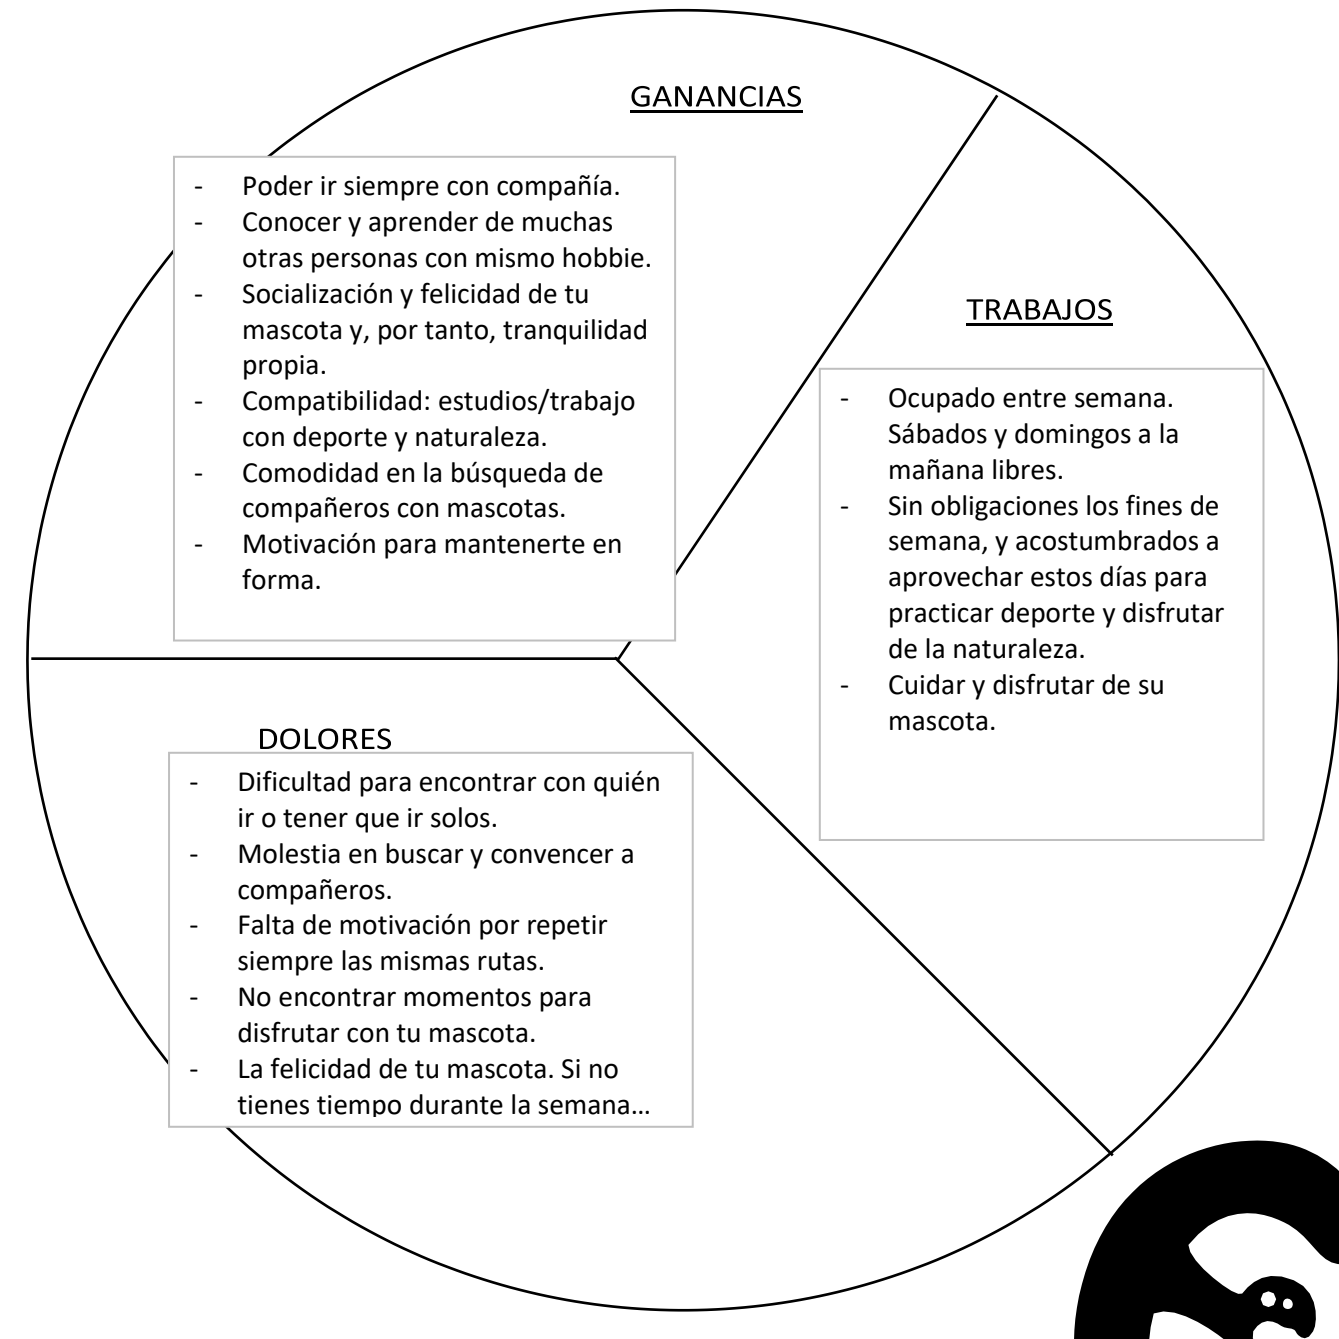 GANANCIAS
- Poder ir siempre con compañía.
- Conocer y aprender de muchas
otras personas con mismo hobbie.
- Socialización y felicidad de tu
mascota y, por tanto, tranquilidad
propia.
- Compatibilidad: estudios/trabajo
con deporte y naturaleza.
- Comodidad en la búsqueda de
compañeros con mascotas.
- Motivación para mantenerte en
forma.
TRABAJOS
- Ocupado entre semana.
Sábados y domingos a la
mañana libres.
- Sin obligaciones los fines de
semana, y acostumbrados a
aprovechar estos días para
practicar deporte y disfrutar
de la naturaleza.
- Cuidar y disfrutar de su
mascota.
DOLORES
- Dificultad para encontrar con quién
ir o tener que ir solos.
- Molestia en buscar y convencer a
compañeros.
- Falta de motivación por repetir
siempre las mismas rutas.
- No encontrar momentos para
disfrutar con tu mascota.
- La felicidad de tu mascota. Si no
tienes tiempo durante la semana…